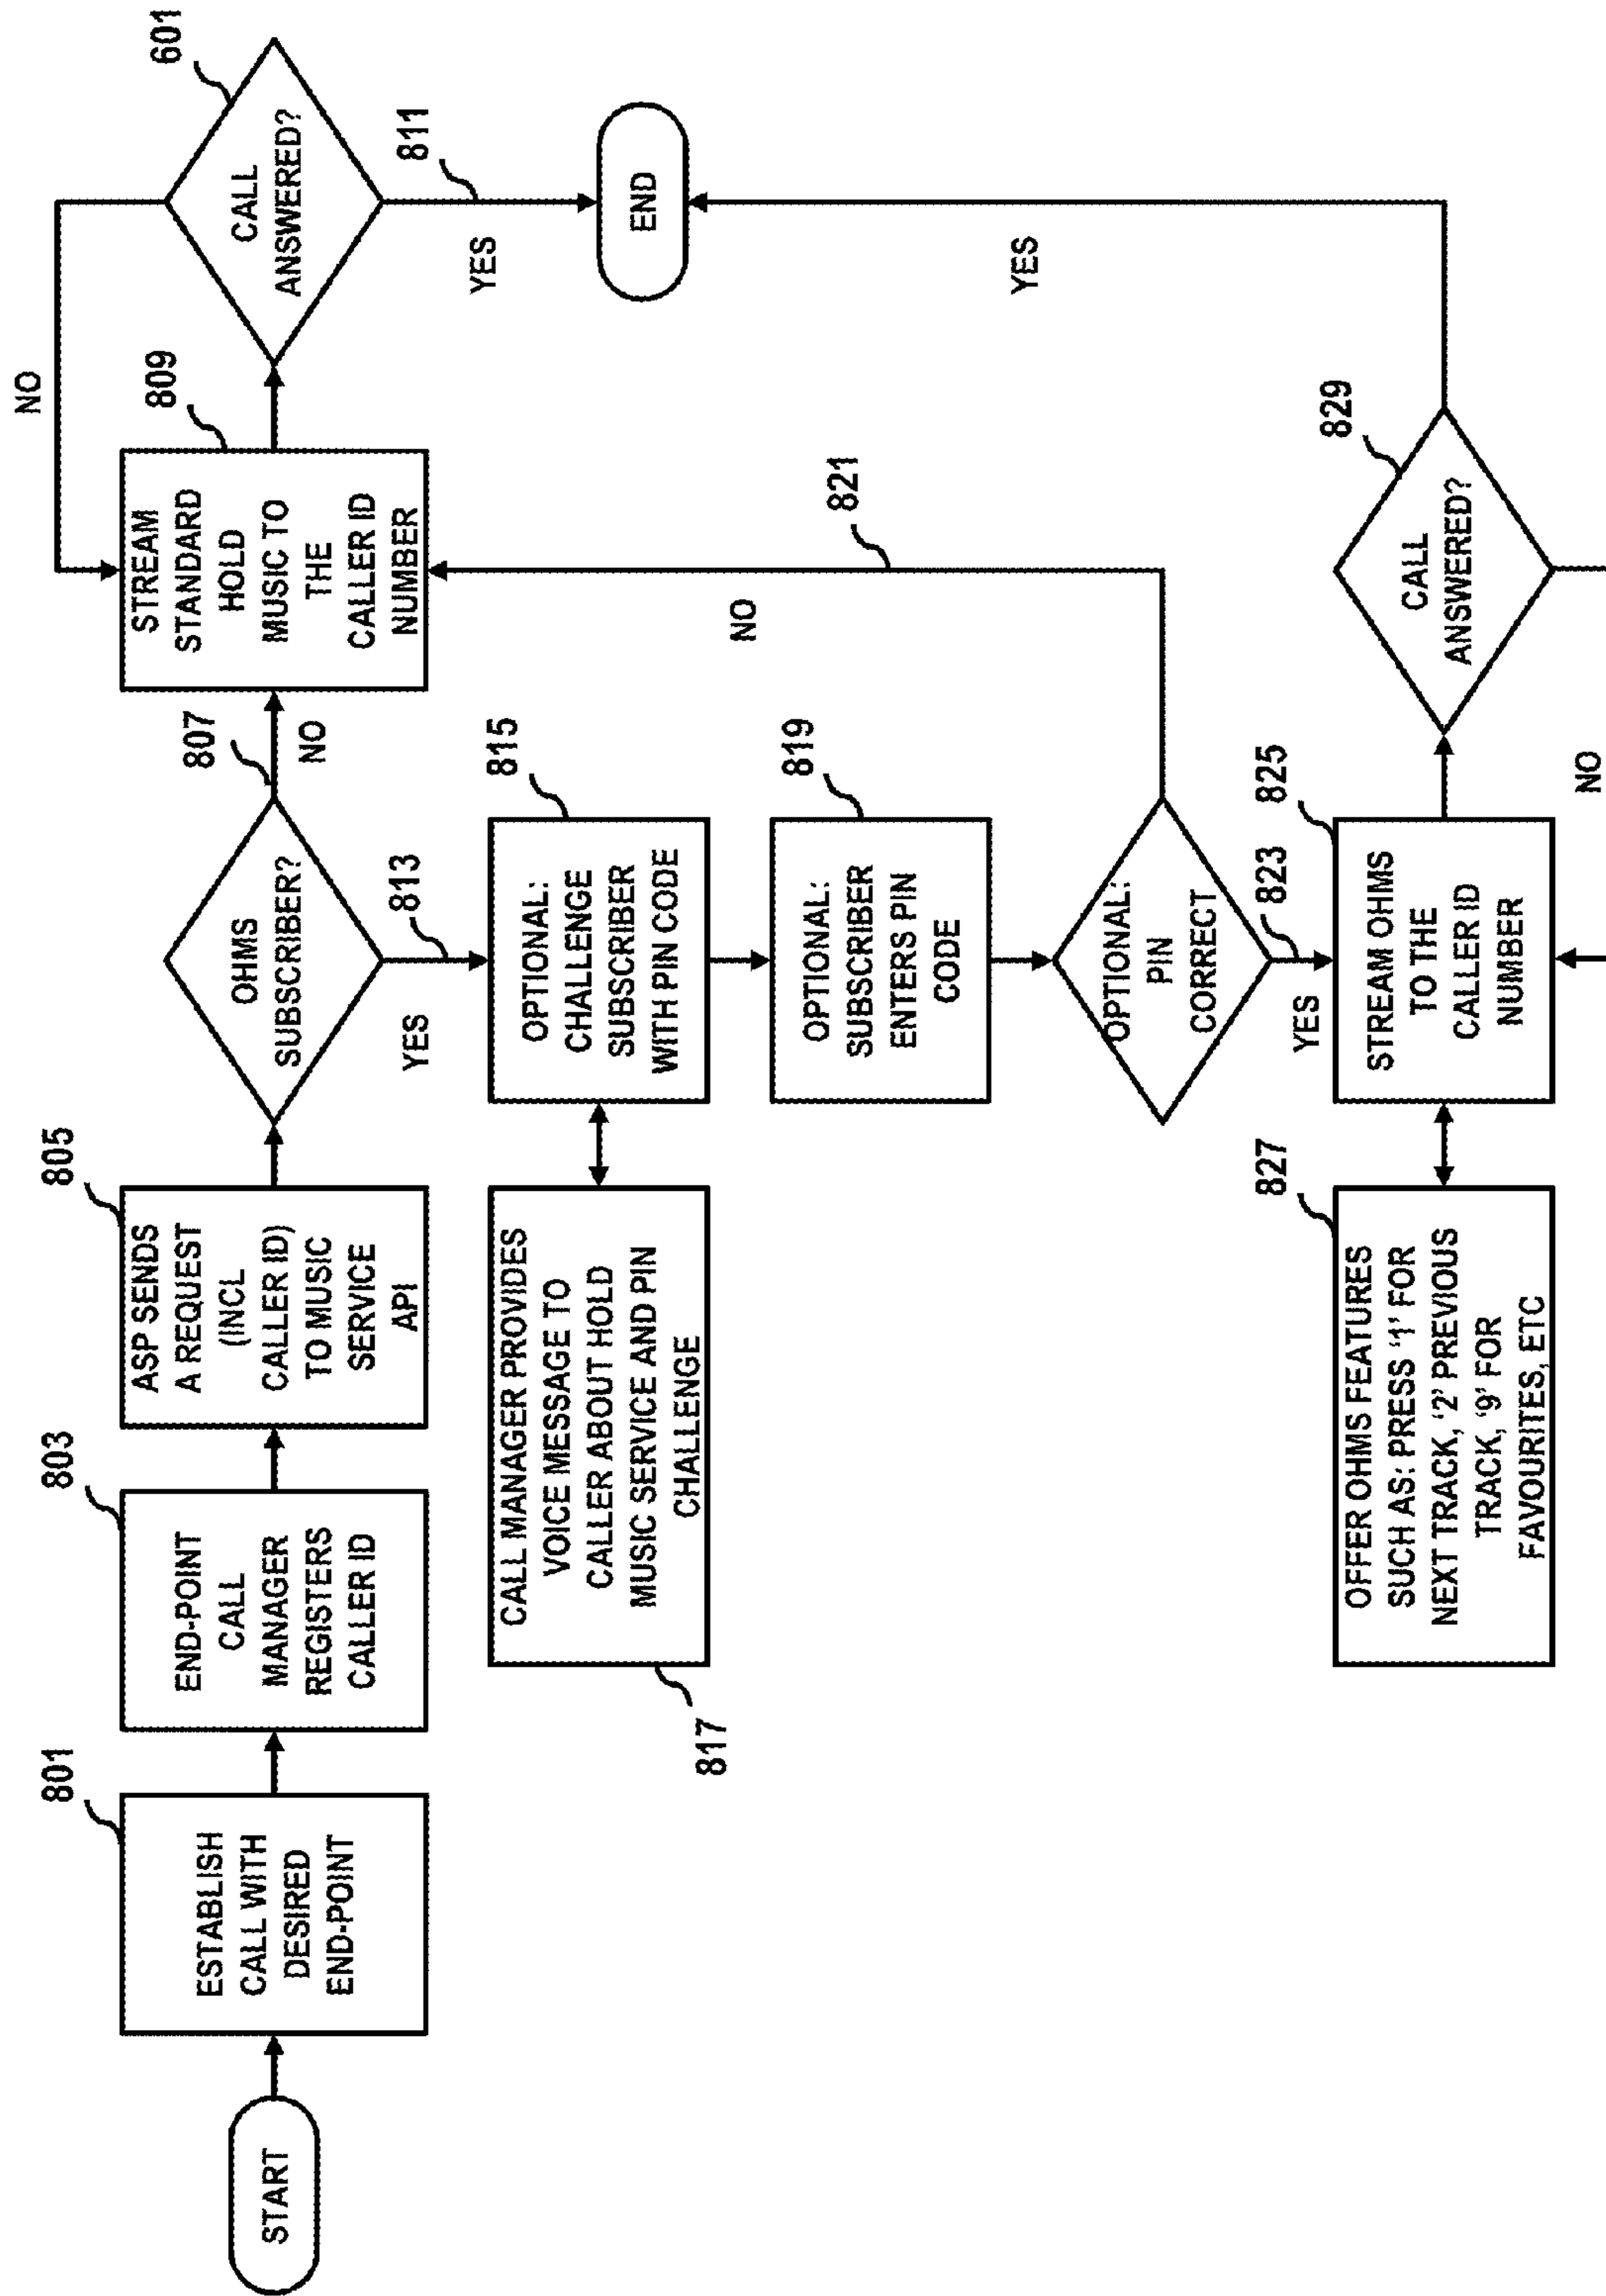 START
801
ESTABLISH
CALL WITH
DESIRED
END-POINT
803
END-POINT
CALL
MANAGER
REGISTERS
CALLER ID
805
ASP SENDS
A REQUEST
(INCL
CALLER ID)
TO MUSIC
SERVICE
API
OHMS
SUBSCRIBER?
807
NO
809
STREAM
STANDARD
HOLD
MUSIC TO
THE
CALLER ID
NUMBER
NO
601
CALL
ANSWERED?
811
YES
END
813
YES
815
OPTIONAL:
CHALLENGE
SUBSCRIBER
WITH PIN CODE
817
CALL MANAGER PROVIDES
VOICE MESSAGE TO
CALLER ABOUT HOLD
MUSIC SERVICE AND PIN
CHALLENGE
819
OPTIONAL:
SUBSCRIBER
ENTERS PIN
CODE
OPTIONAL:
PIN
CORRECT
821
NO
823
YES
825
STREAM OHMS
TO THE
CALLER ID
NUMBER
827
OFFER OHMS FEATURES
SUCH AS: PRESS '1' FOR
NEXT TRACK, '2' PREVIOUS
TRACK, '9' FOR
FAVOURITES, ETC
829
CALL
ANSWERED?
YES
NO